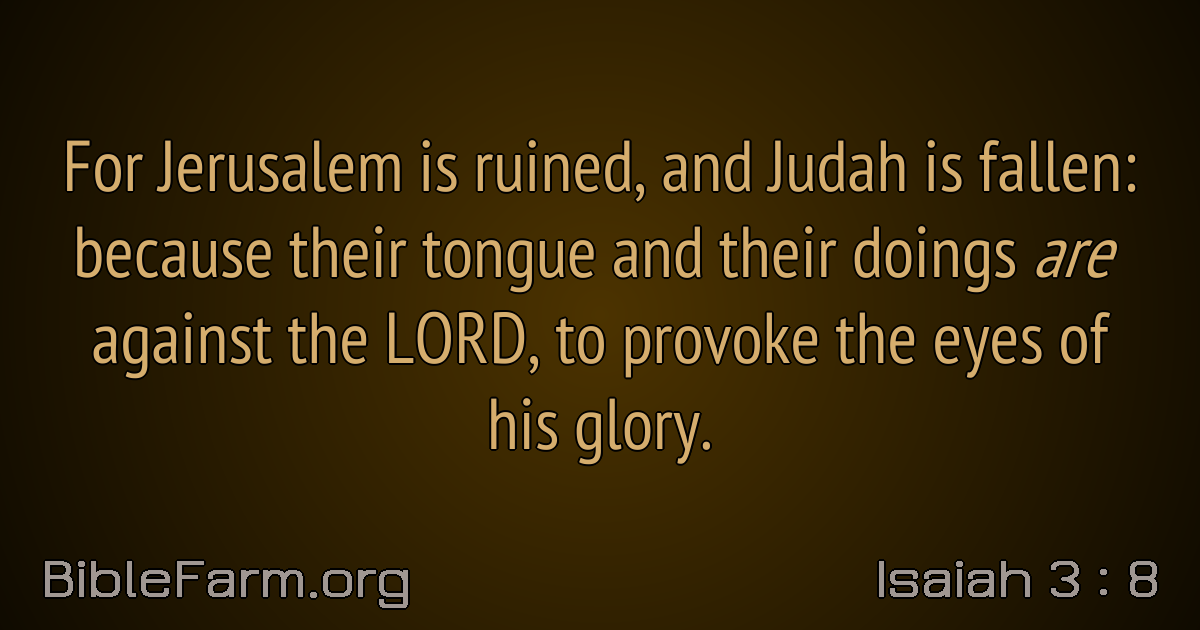 For Jerusalem is ruined, and Judah is fallen:
because their tongue and their doings are
against the LORD, to provoke the eyes of
his glory.
BibleFarm.org
Isaiah 3 : 8